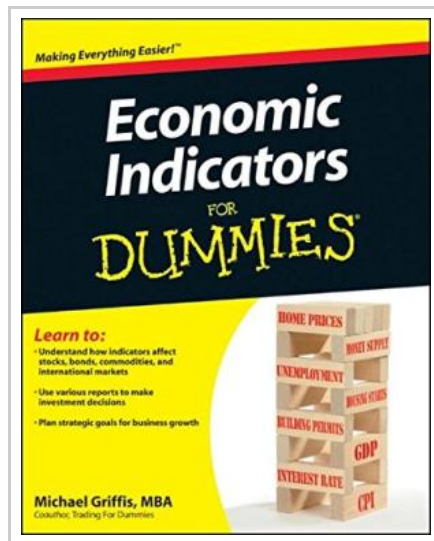 Making Everything Easier!™
Economic
Indicators
FOR
DUMMIES®
Learn to:
• Understand how indicators affect
stocks, bonds, commodities, and
international markets
• Use various reports to make
investment decisions
• Plan strategic goals for business growth
Michael Griffis, MBA
Coauthor, Trading For Dummies
HOME PRICES
MONEY SUPPLY
UNEMPLOYMENT
HOUSING STARTS
BUILDING PERMITS
GDP
INTEREST RATE
CPI